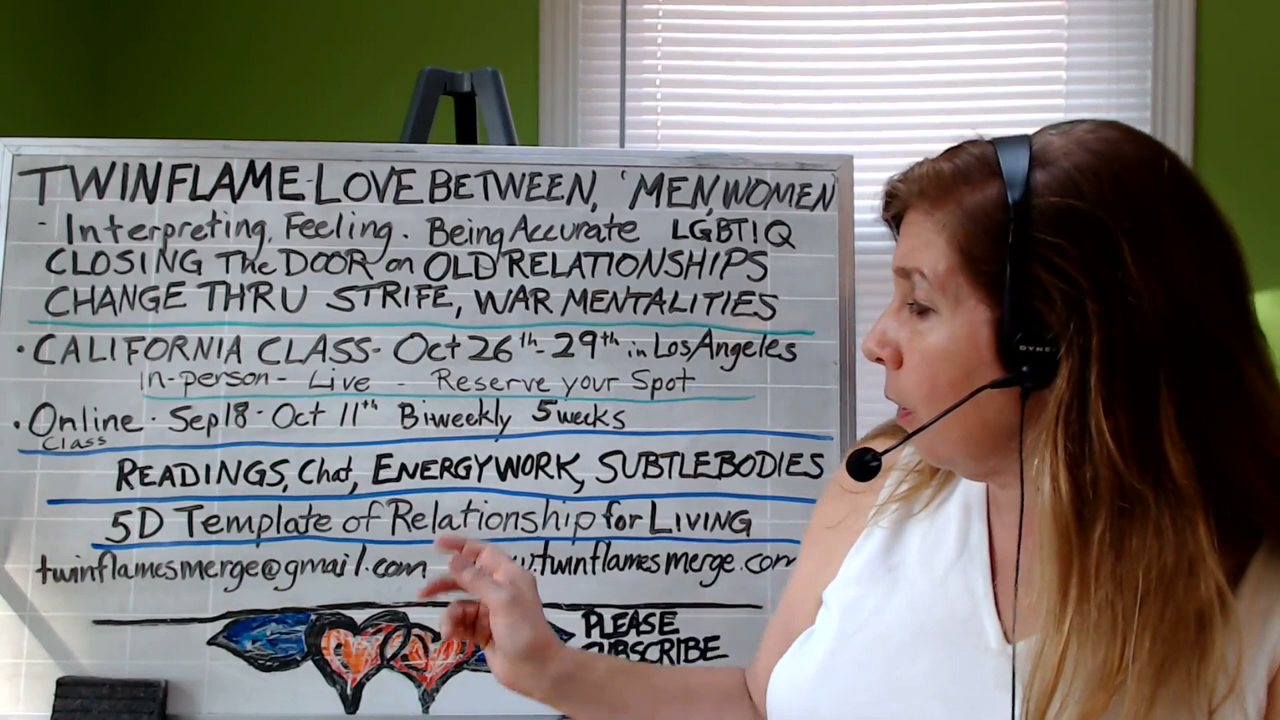 TWINFLAME-LOVE BETWEEN, 'MEN, WOMEN
- Interpreting, Feeling. Being Accurate LGBTIQ
CLOSING The DOOR on OLD RELATIONSHIPS
CHANGE THRU STRIFE, WAR MENTALITIES
• CALIFORNIA CLASS- Oct 26th-29th in Los Angeles
in-person - Live - Reserve your Spot
• Online · Sep 18 - Oct 11th Biweekly 5 weeks
Class
READINGS, Chat, ENERGYWORK, SUBTLEBODIES
5D Template of Relationship for LIVING
twinflamesmerge@gmail.com w.twinflamesmerge.com
PLEASE
SUBSCRIBE